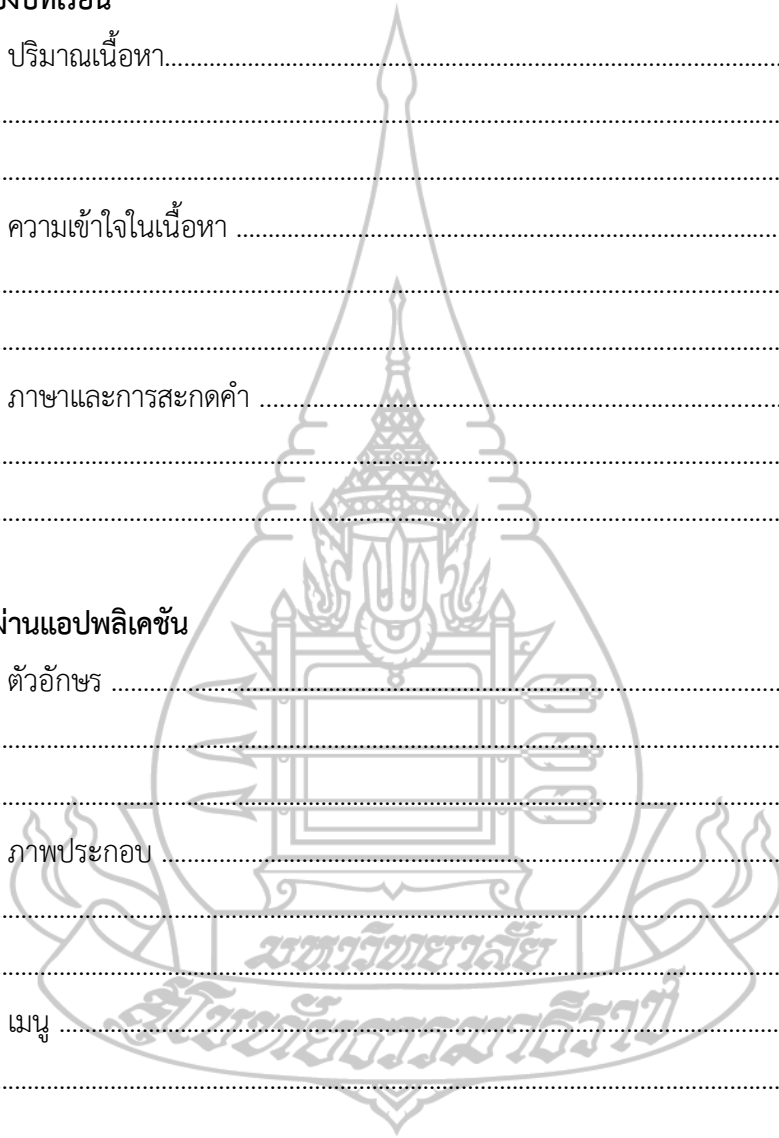 ปริมาณเนื้อหา................................................................................
................................................................................
................................................................................
ความเข้าใจในเนื้อหา ................................................................................
................................................................................
................................................................................
ภาษาและการสะกดคำ ................................................................................
................................................................................
................................................................................
ผ่านแอปพลิเคชัน
ตัวอักษร ................................................................................
................................................................................
................................................................................
ภาพประกอบ ................................................................................
................................................................................
มหาวิทยาลัย
................................................................................
สุโขทัยธรรมาธิราช
เมนู ................................................................................
................................................................................